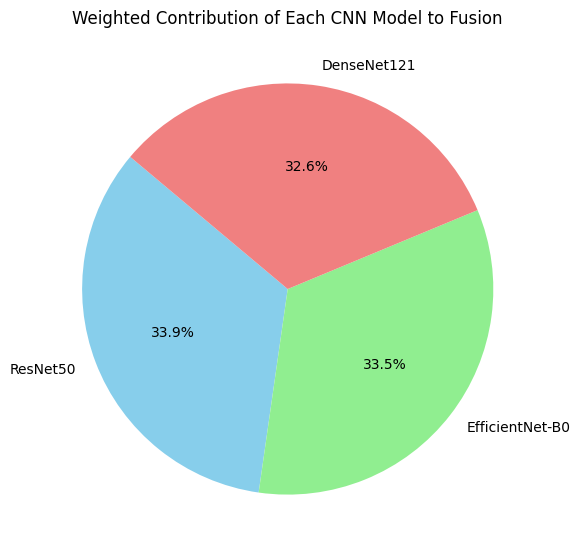 Weighted Contribution of Each CNN Model to Fusion
DenseNet121
32.6%
33.9%
ResNet50
33.5%
EfficientNet-B0